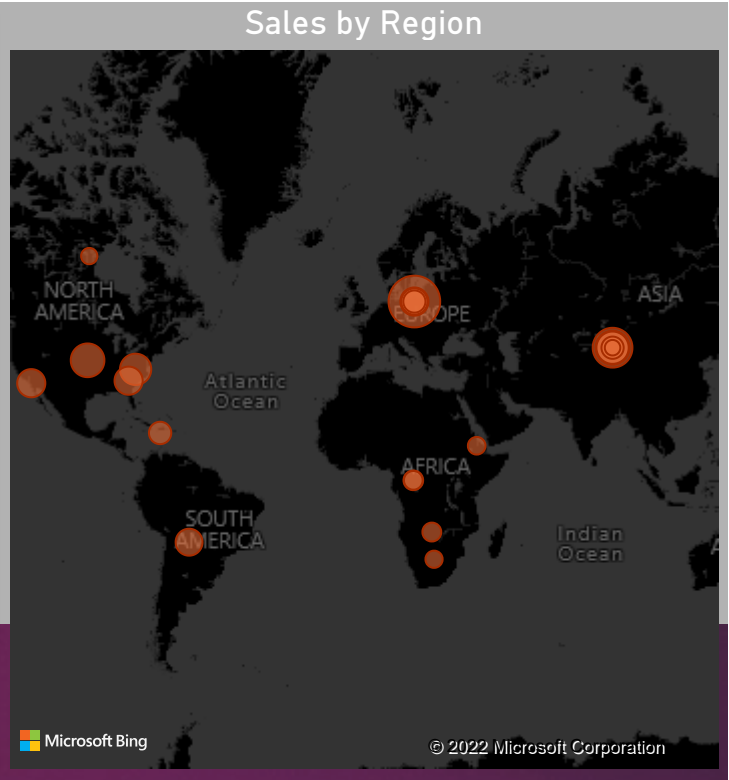 Sales by Region
NORTH
AMERICA
EUROPE
ASIA
Atlantic
Ocean
AFRICA
SOUTH
AMERICA
Indian
Ocean
A
Microsoft Bing
© 2022 Microsoft Corporation